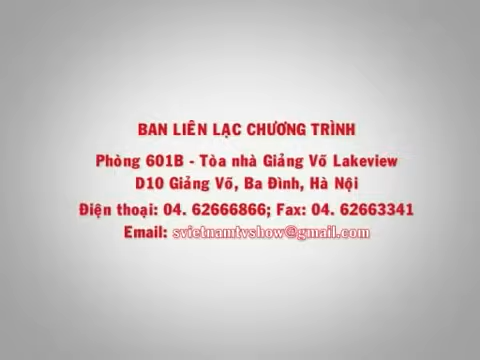 BAN LIÊN LẠC CHƯƠNG TRÌNH
Phòng 601B - Tòa nhà Giảng Võ Lakeview
D10 Giảng Võ, Ba Đình, Hà Nội
Điện thoại: 04. 62666866; Fax: 04. 62663341
Email: svietnamtvshow@gmail.com